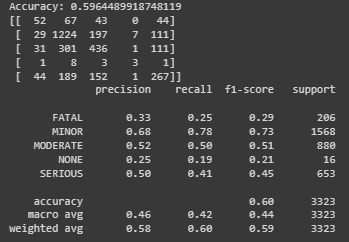 Accuracy: 0.5964489918748119
[[  52   67   43    0   44]
 [  29 1224  197    7  111]
 [  31  301  436    1  111]
 [   1    8    3    3    1]
 [  44  189  152    1  267]]
              precision    recall  f1-score   support
FATAL       0.33      0.25      0.29       206
MINOR       0.68      0.78      0.73      1568
MODERATE       0.52      0.50      0.51       880
NONE       0.25      0.19      0.21        16
SERIOUS       0.50      0.41      0.45       653
accuracy                           0.60      3323
macro avg       0.46      0.42      0.44      3323
weighted avg       0.58      0.60      0.59      3323